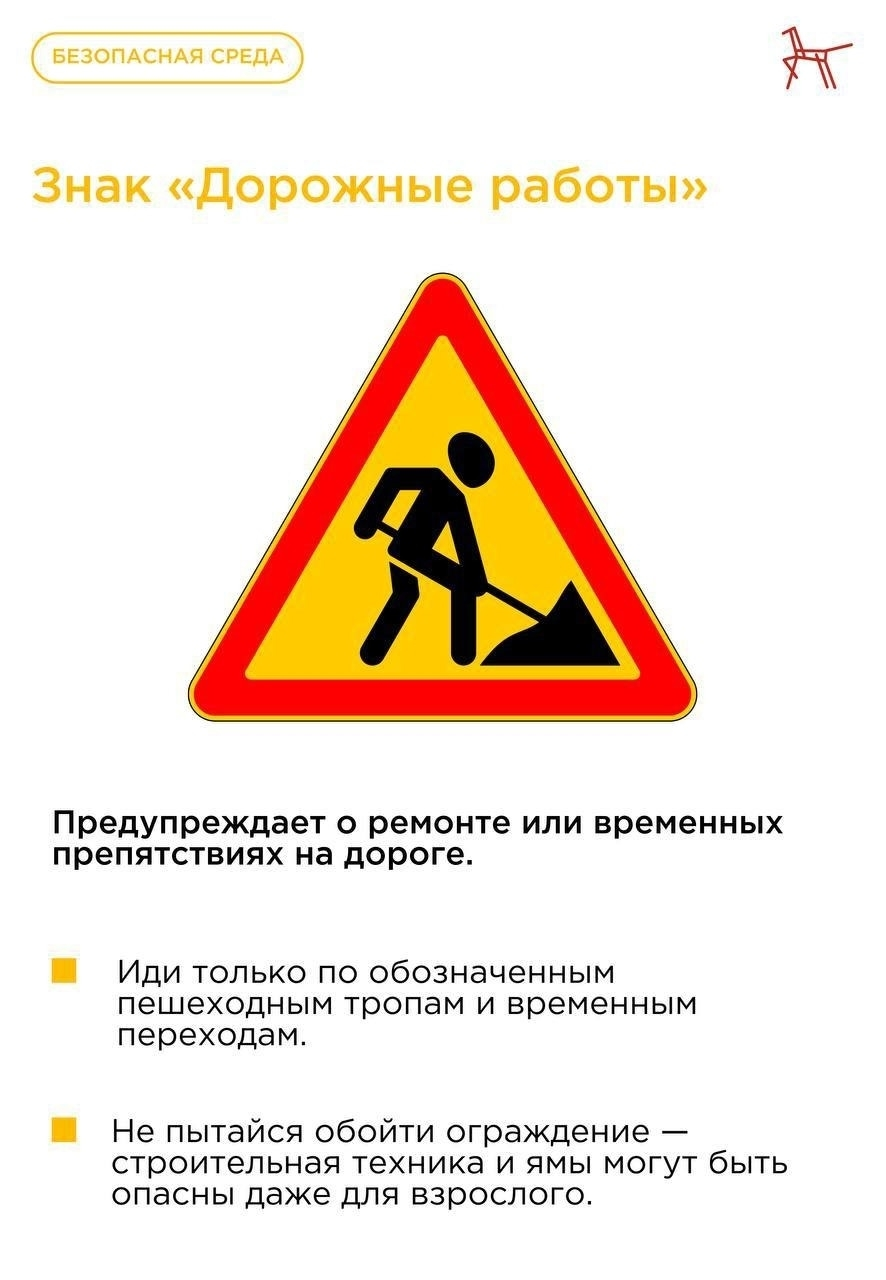 БЕЗОПАСНАЯ СРЕДА
Знак «Дорожные работы»
Предупреждает о ремонте или временных
препятствиях на дороге.
Иди только по обозначенным
пешеходным тропам и временным
переходам.
Не пытайся обойти ограждение —
строительная техника и ямы могут быть
опасны даже для взрослого.